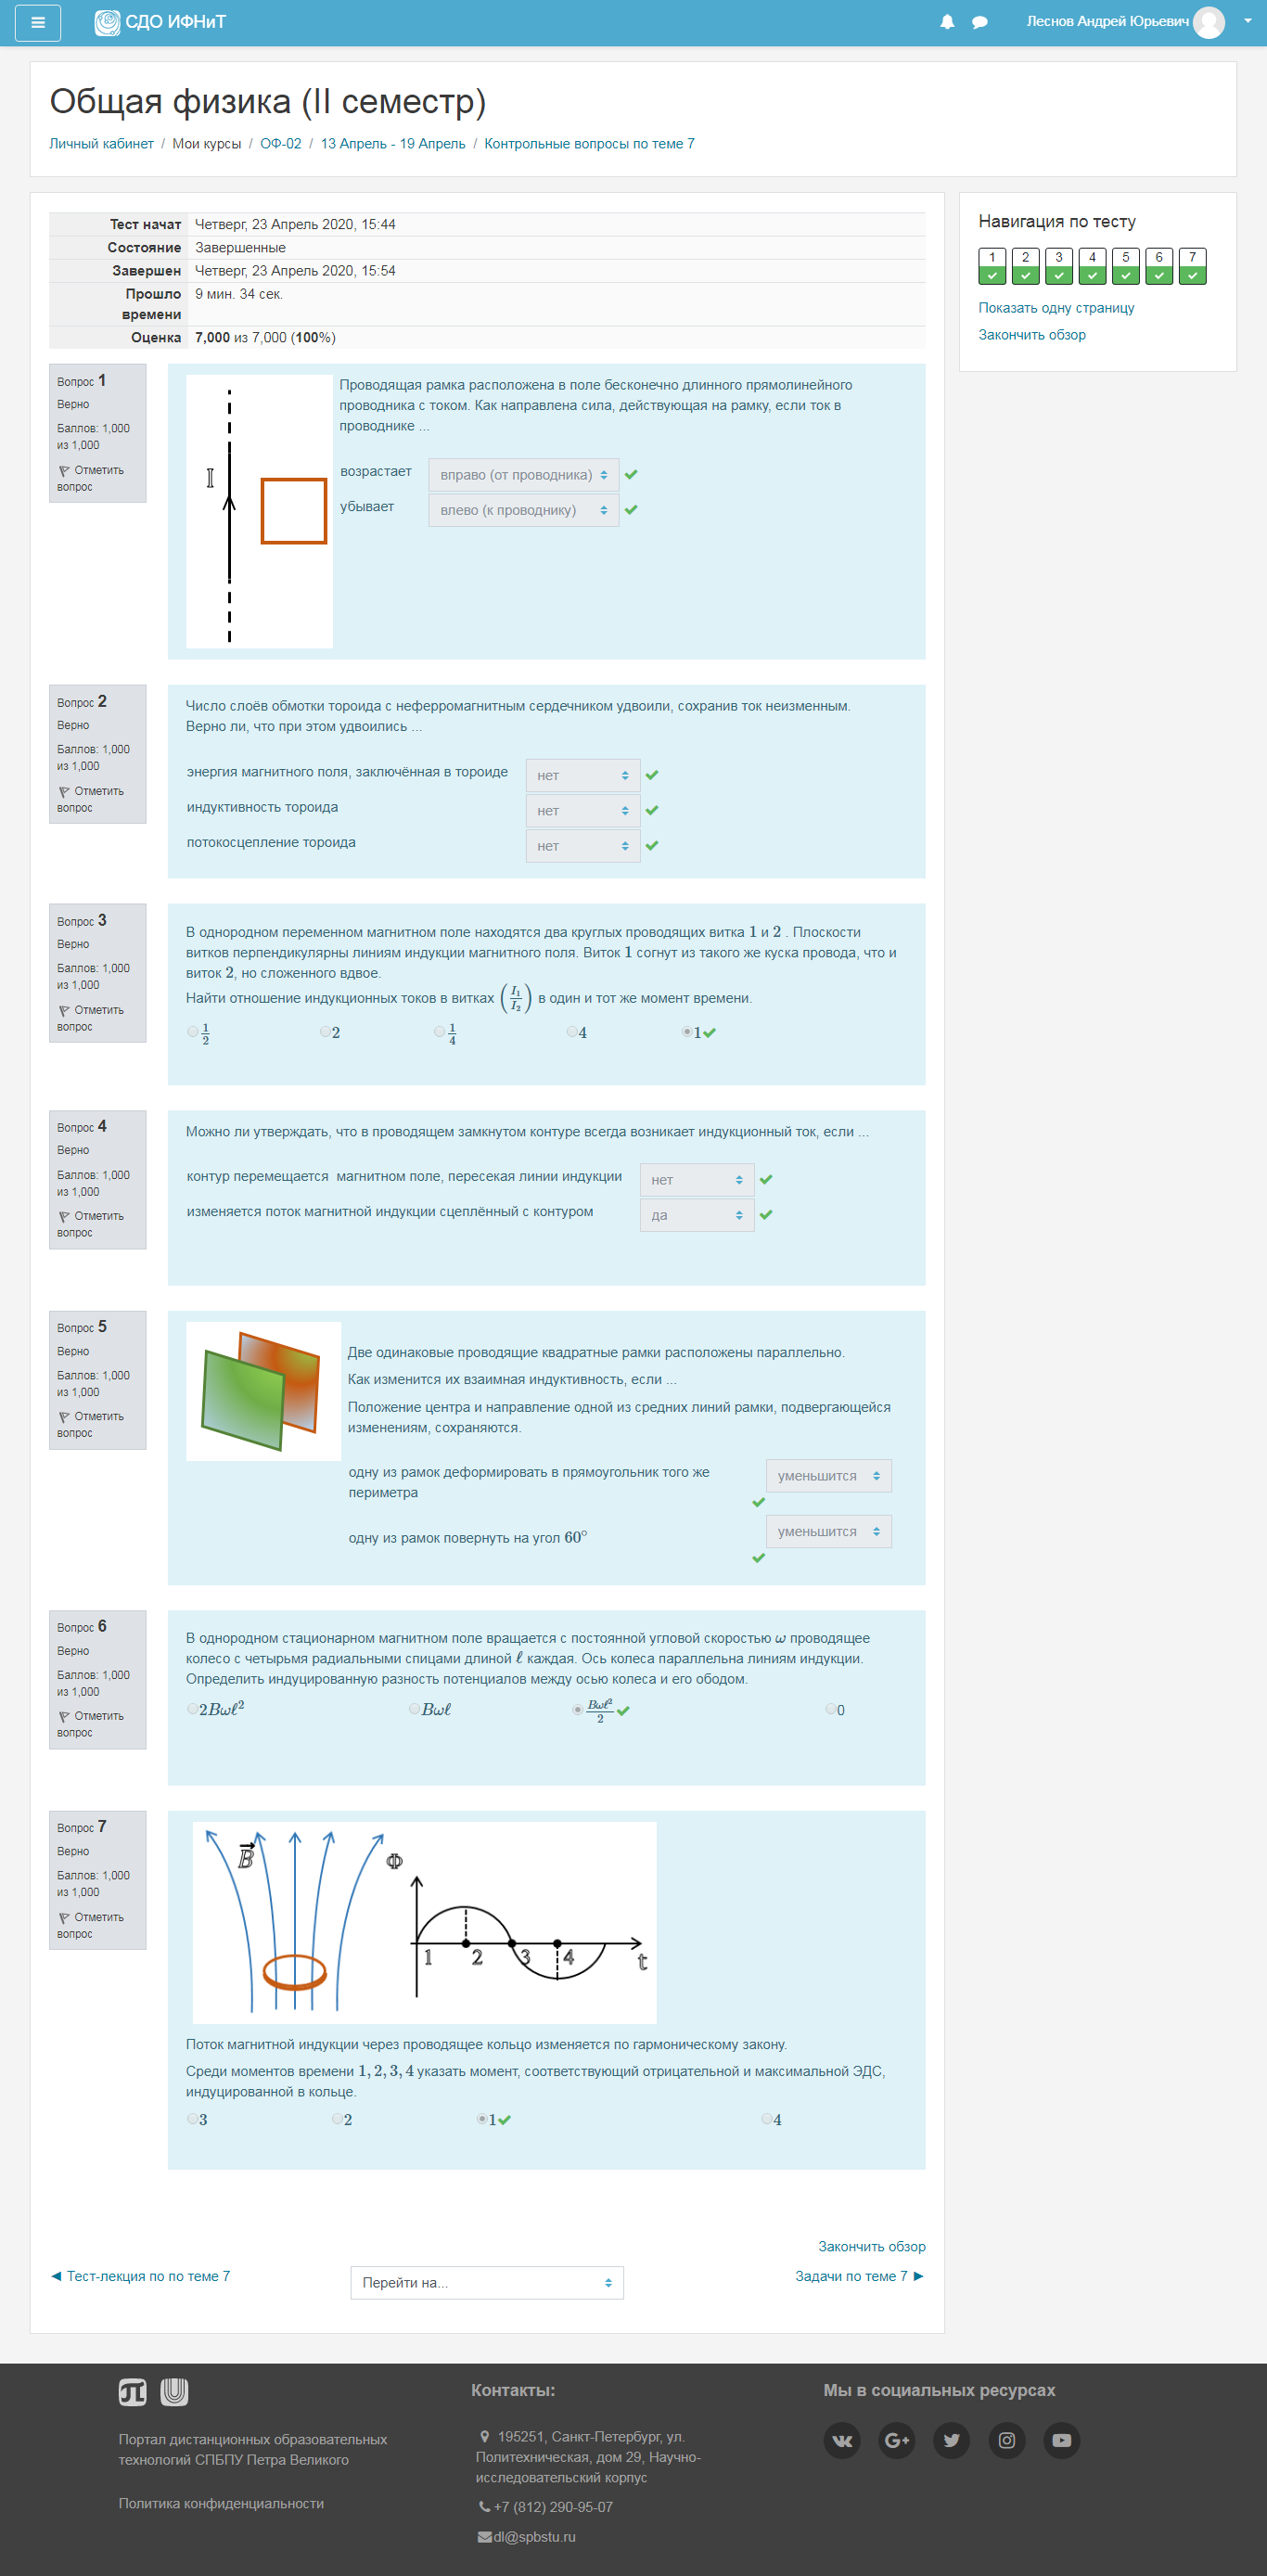 СДО ИФНиТ
Леснов Андрей Юрьевич
Общая физика (II семестр)
Личный кабинет / Мои курсы / ОФ-02 / 13 Апрель - 19 Апрель / Контрольные вопросы по теме 7
Тест начат Четверг, 23 Апрель 2020, 15:44
Состояние Завершенные
Завершен Четверг, 23 Апрель 2020, 15:54
Прошло времени 9 мин. 34 сек.
Оценка 7,000 из 7,000 (100%)
Навигация по тесту
1 2 3 4 5 6 7
Показать одну страницу
Закончить обзор
Вопрос 1
Верно
Баллов: 1,000
из 1,000
Отметить
вопрос
I
Проводящая рамка расположена в поле бесконечно длинного прямолинейного
проводника с током. Как направлена сила, действующая на рамку, если ток в
проводнике ...
возрастает вправо (от проводника)
убывает влево (к проводнику)
Вопрос 2
Верно
Баллов: 1,000
из 1,000
Отметить
вопрос
Число слоёв обмотки тороида с неферромагнитным сердечником удвоили, сохранив ток неизменным.
Верно ли, что при этом удвоились ...
энергия магнитного поля, заключённая в тороиде нет
индуктивность тороида нет
потокосцепление тороида нет
Вопрос 3
Верно
Баллов: 1,000
из 1,000
Отметить
вопрос
В однородном переменном магнитном поле находятся два круглых проводящих витка 1 и 2 . Плоскости
витков перпендикулярны линиям индукции магнитного поля. Виток 1 согнут из такого же куска провода, что и
виток 2, но сложенного вдвое.
Найти отношение индукционных токов в витках (I₁/I₂) в один и тот же момент времени.
1/2 2 1/4 4 1
Вопрос 4
Верно
Баллов: 1,000
из 1,000
Отметить
вопрос
Можно ли утверждать, что в проводящем замкнутом контуре всегда возникает индукционный ток, если ...
контур перемещается магнитном поле, пересекая линии индукции нет
изменяется поток магнитной индукции сцеплённый с контуром да
Вопрос 5
Верно
Баллов: 1,000
из 1,000
Отметить
вопрос
Две одинаковые проводящие квадратные рамки расположены параллельно.
Как изменится их взаимная индуктивность, если ...
Положение центра и направление одной из средних линий рамки, подвергающейся
изменениям, сохраняются.
одну из рамок деформировать в прямоугольник того же
периметра уменьшится
одну из рамок повернуть на угол 60° уменьшится
Вопрос 6
Верно
Баллов: 1,000
из 1,000
Отметить
вопрос
В однородном стационарном магнитном поле вращается с постоянной угловой скоростью ω проводящее
колесо с четырьмя радиальными спицами длиной ℓ каждая. Ось колеса параллельна линиям индукции.
Определить индуцированную разность потенциалов между осью колеса и его ободом.
2Bωℓ² Bωℓ Bωℓ²/2 0
Вопрос 7
Верно
Баллов: 1,000
из 1,000
Отметить
вопрос
B⃗ Φ
1 2 3 4 t
Поток магнитной индукции через проводящее кольцо изменяется по гармоническому закону.
Среди моментов времени 1, 2, 3, 4 указать момент, соответствующий отрицательной и максимальной ЭДС,
индуцированной в кольце.
3 2 1 4
Закончить обзор
◄ Тест-лекция по по теме 7
Перейти на...
Задачи по теме 7 ►
Портал дистанционных образовательных
технологий СПБПУ Петра Великого
Политика конфиденциальности
Контакты:
195251, Санкт-Петербург, ул.
Политехническая, дом 29, Научно-
исследовательский корпус
+7 (812) 290-95-07
dl@spbstu.ru
Мы в социальных ресурсах